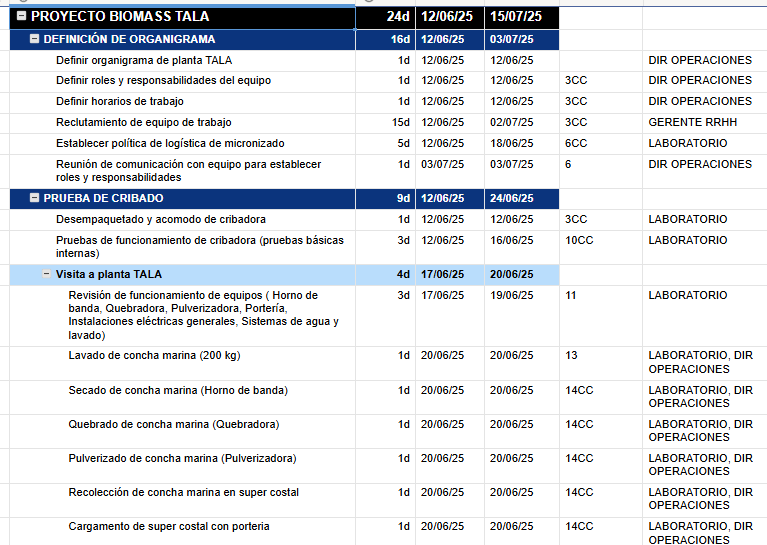 PROYECTO BIOMASS TALA 24d 12/06/25 15/07/25
DEFINICIÓN DE ORGANIGRAMA 16d 12/06/25 03/07/25
Definir organigrama de planta TALA 1d 12/06/25 12/06/25 DIR OPERACIONES
Definir roles y responsabilidades del equipo 1d 12/06/25 12/06/25 3CC DIR OPERACIONES
Definir horarios de trabajo 1d 12/06/25 12/06/25 3CC DIR OPERACIONES
Reclutamiento de equipo de trabajo 15d 12/06/25 02/07/25 3CC GERENTE RRHH
Establecer política de logística de micronizado 5d 12/06/25 18/06/25 6CC LABORATORIO
Reunión de comunicación con equipo para establecer 1d 03/07/25 03/07/25 6 DIR OPERACIONES
roles y responsabilidades
PRUEBA DE CRIBADO 9d 12/06/25 24/06/25
Desempaquetado y acomodo de cribadora 1d 12/06/25 12/06/25 3CC LABORATORIO
Pruebas de funcionamiento de cribadora (pruebas básicas 3d 12/06/25 16/06/25 10CC LABORATORIO
internas)
Visita a planta TALA 4d 17/06/25 20/06/25
Revisión de funcionamiento de equipos ( Horno de 3d 17/06/25 19/06/25 11 LABORATORIO
banda, Quebradora, Pulverizadora, Portería,
Instalaciones eléctricas generales, Sistemas de agua y
lavado)
Lavado de concha marina (200 kg) 1d 20/06/25 20/06/25 13 LABORATORIO, DIR
OPERACIONES
Secado de concha marina (Horno de banda) 1d 20/06/25 20/06/25 14CC LABORATORIO, DIR
OPERACIONES
Quebrado de concha marina (Quebradora) 1d 20/06/25 20/06/25 14CC LABORATORIO, DIR
OPERACIONES
Pulverizado de concha marina (Pulverizadora) 1d 20/06/25 20/06/25 14CC LABORATORIO, DIR
OPERACIONES
Recolección de concha marina en super costal 1d 20/06/25 20/06/25 14CC LABORATORIO, DIR
OPERACIONES
Cargamento de super costal con porteria 1d 20/06/25 20/06/25 14CC LABORATORIO, DIR
OPERACIONES